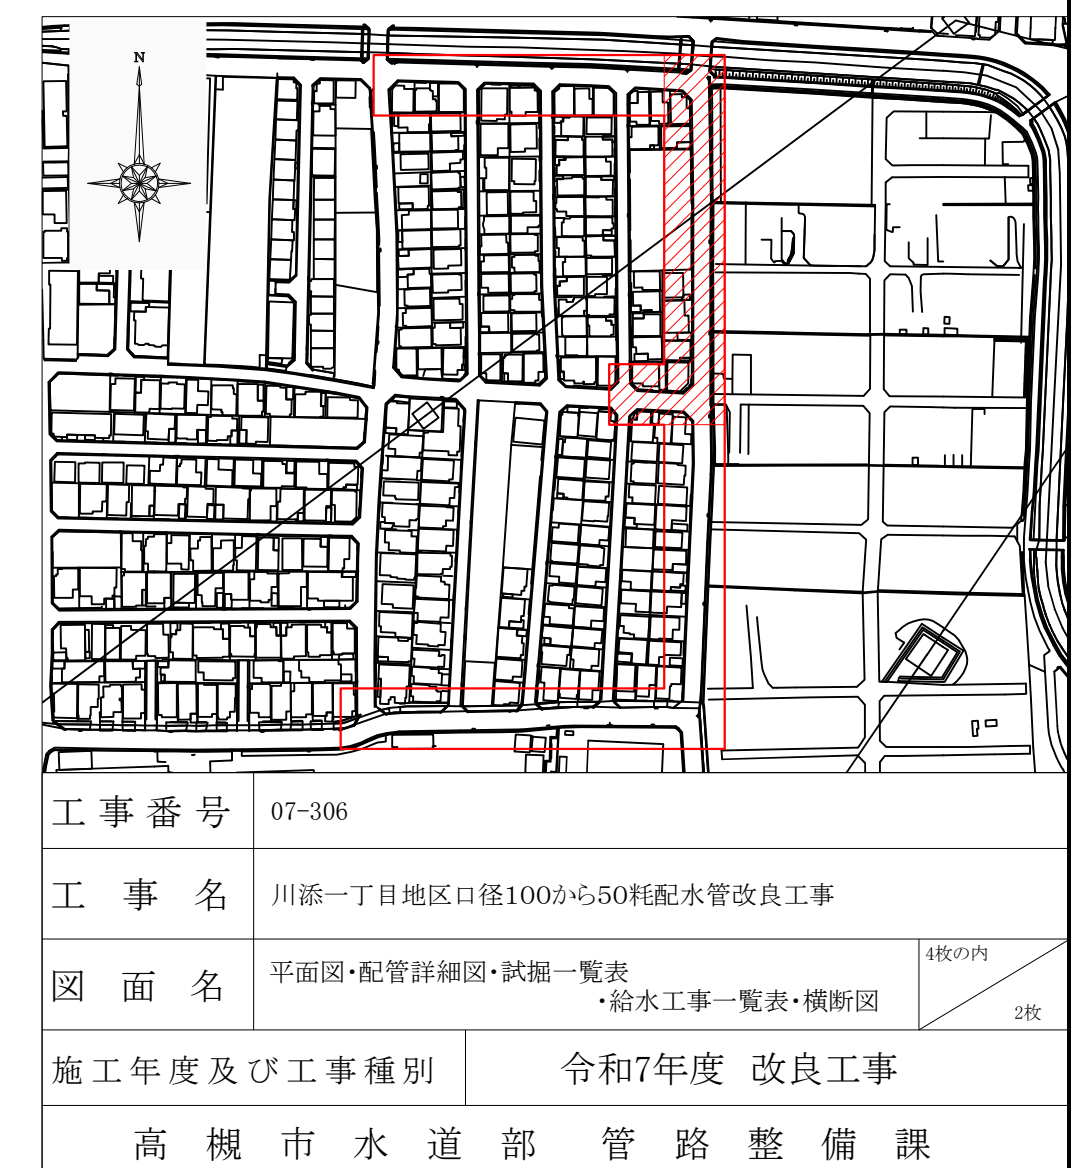 N
工事番号 07-306
工事名 川添一丁目地区口径100から50粍配水管改良工事
図面名 平面図・配管詳細図・試掘一覧表
・給水工事一覧表・横断図
4枚の内
2枚
施工年度及び工事種別 令和7年度 改良工事
高槻市水道部 管路整備課